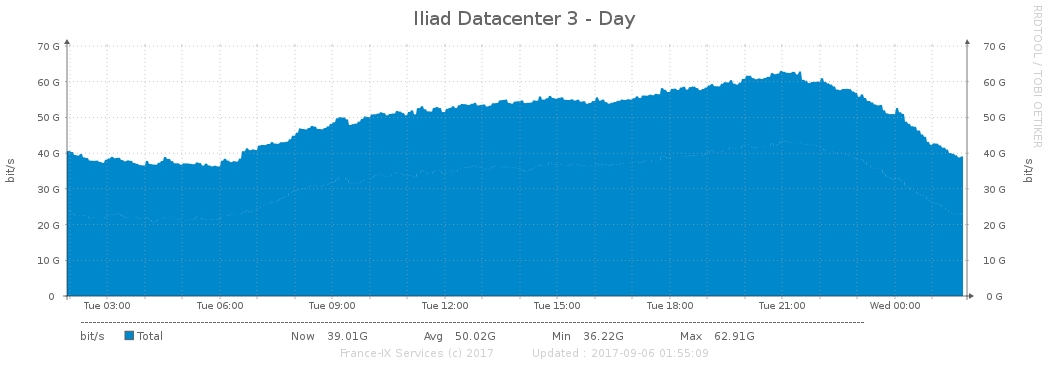 Iliad Datacenter 3 - Day
RRDTOOL / TOBI OETIKER
70 G 70 G
60 G 60 G
50 G 50 G
40 G 40 G
30 G 30 G
20 G 20 G
10 G 10 G
0 0 G
bit/s bit/s
Tue 03:00 Tue 06:00 Tue 09:00 Tue 12:00 Tue 15:00 Tue 18:00 Tue 21:00 Wed 00:00
bit/s Total Now 39.01G Avg 50.02G Min 36.22G Max 62.91G
France-IX Services (c) 2017 Updated : 2017-09-06 01:55:09